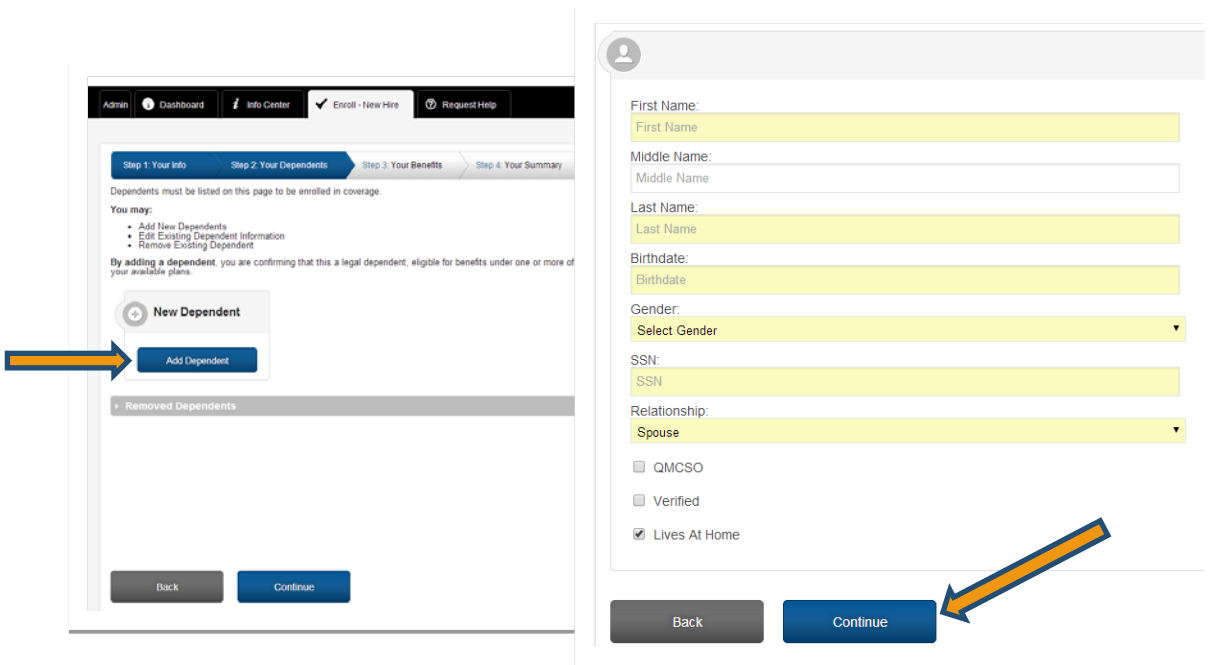 Admin Dashboard Info Center Enroll - New Hire Request Help
Step 1: Your Info Step 2: Your Dependents Step 3: Your Benefits Step 4: Your Summary
Dependents must be listed on this page to be enrolled in coverage.
You may:
• Add New Dependents
• Edit Existing Dependent Information
• Remove Existing Dependent
By adding a dependent, you are confirming that this a legal dependent, eligible for benefits under one or more of
your available plans.
New Dependent
Add Dependent
Removed Dependents
Back Continue
First Name:
First Name
Middle Name:
Middle Name
Last Name:
Last Name
Birthdate:
Birthdate
Gender:
Select Gender
SSN:
SSN
Relationship:
Spouse
QMCSO
Verified
Lives At Home
Back Continue